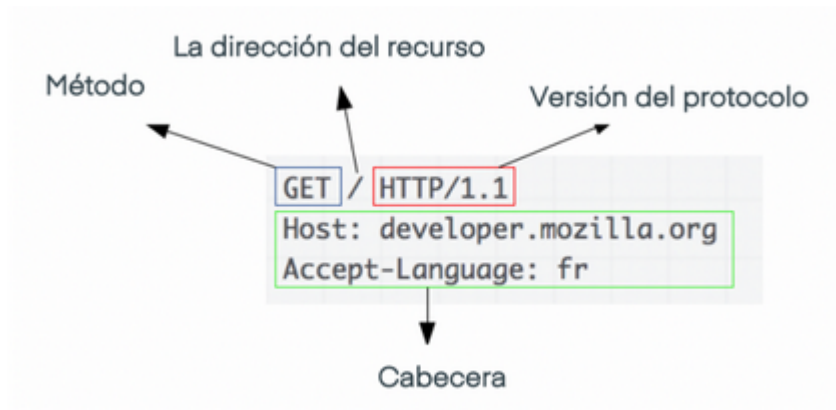 La dirección del recurso
Método
Versión del protocolo
GET / HTTP/1.1
Host: developer.mozilla.org
Accept-Language: fr
Cabecera